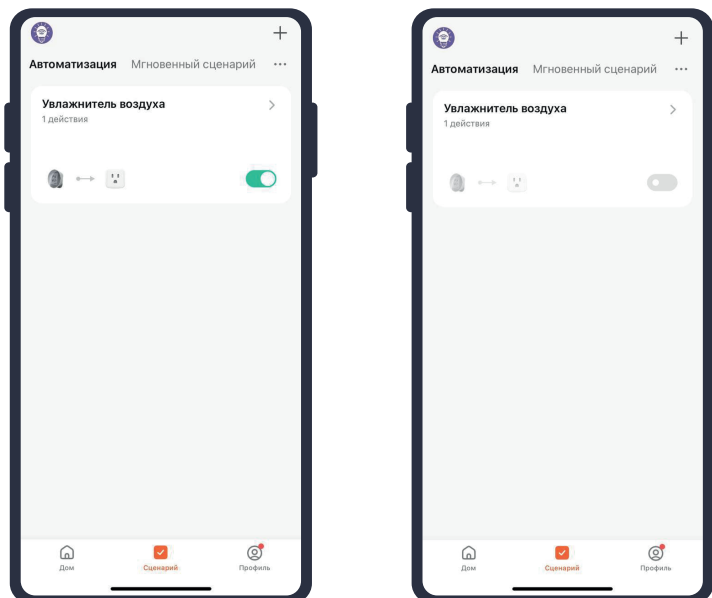 Автоматизация Мгновенный сценарий ...
Увлажнитель воздуха
1 действия
Дом Сценарий Профиль
Автоматизация Мгновенный сценарий ...
Увлажнитель воздуха
1 действия
Дом Сценарий Профиль